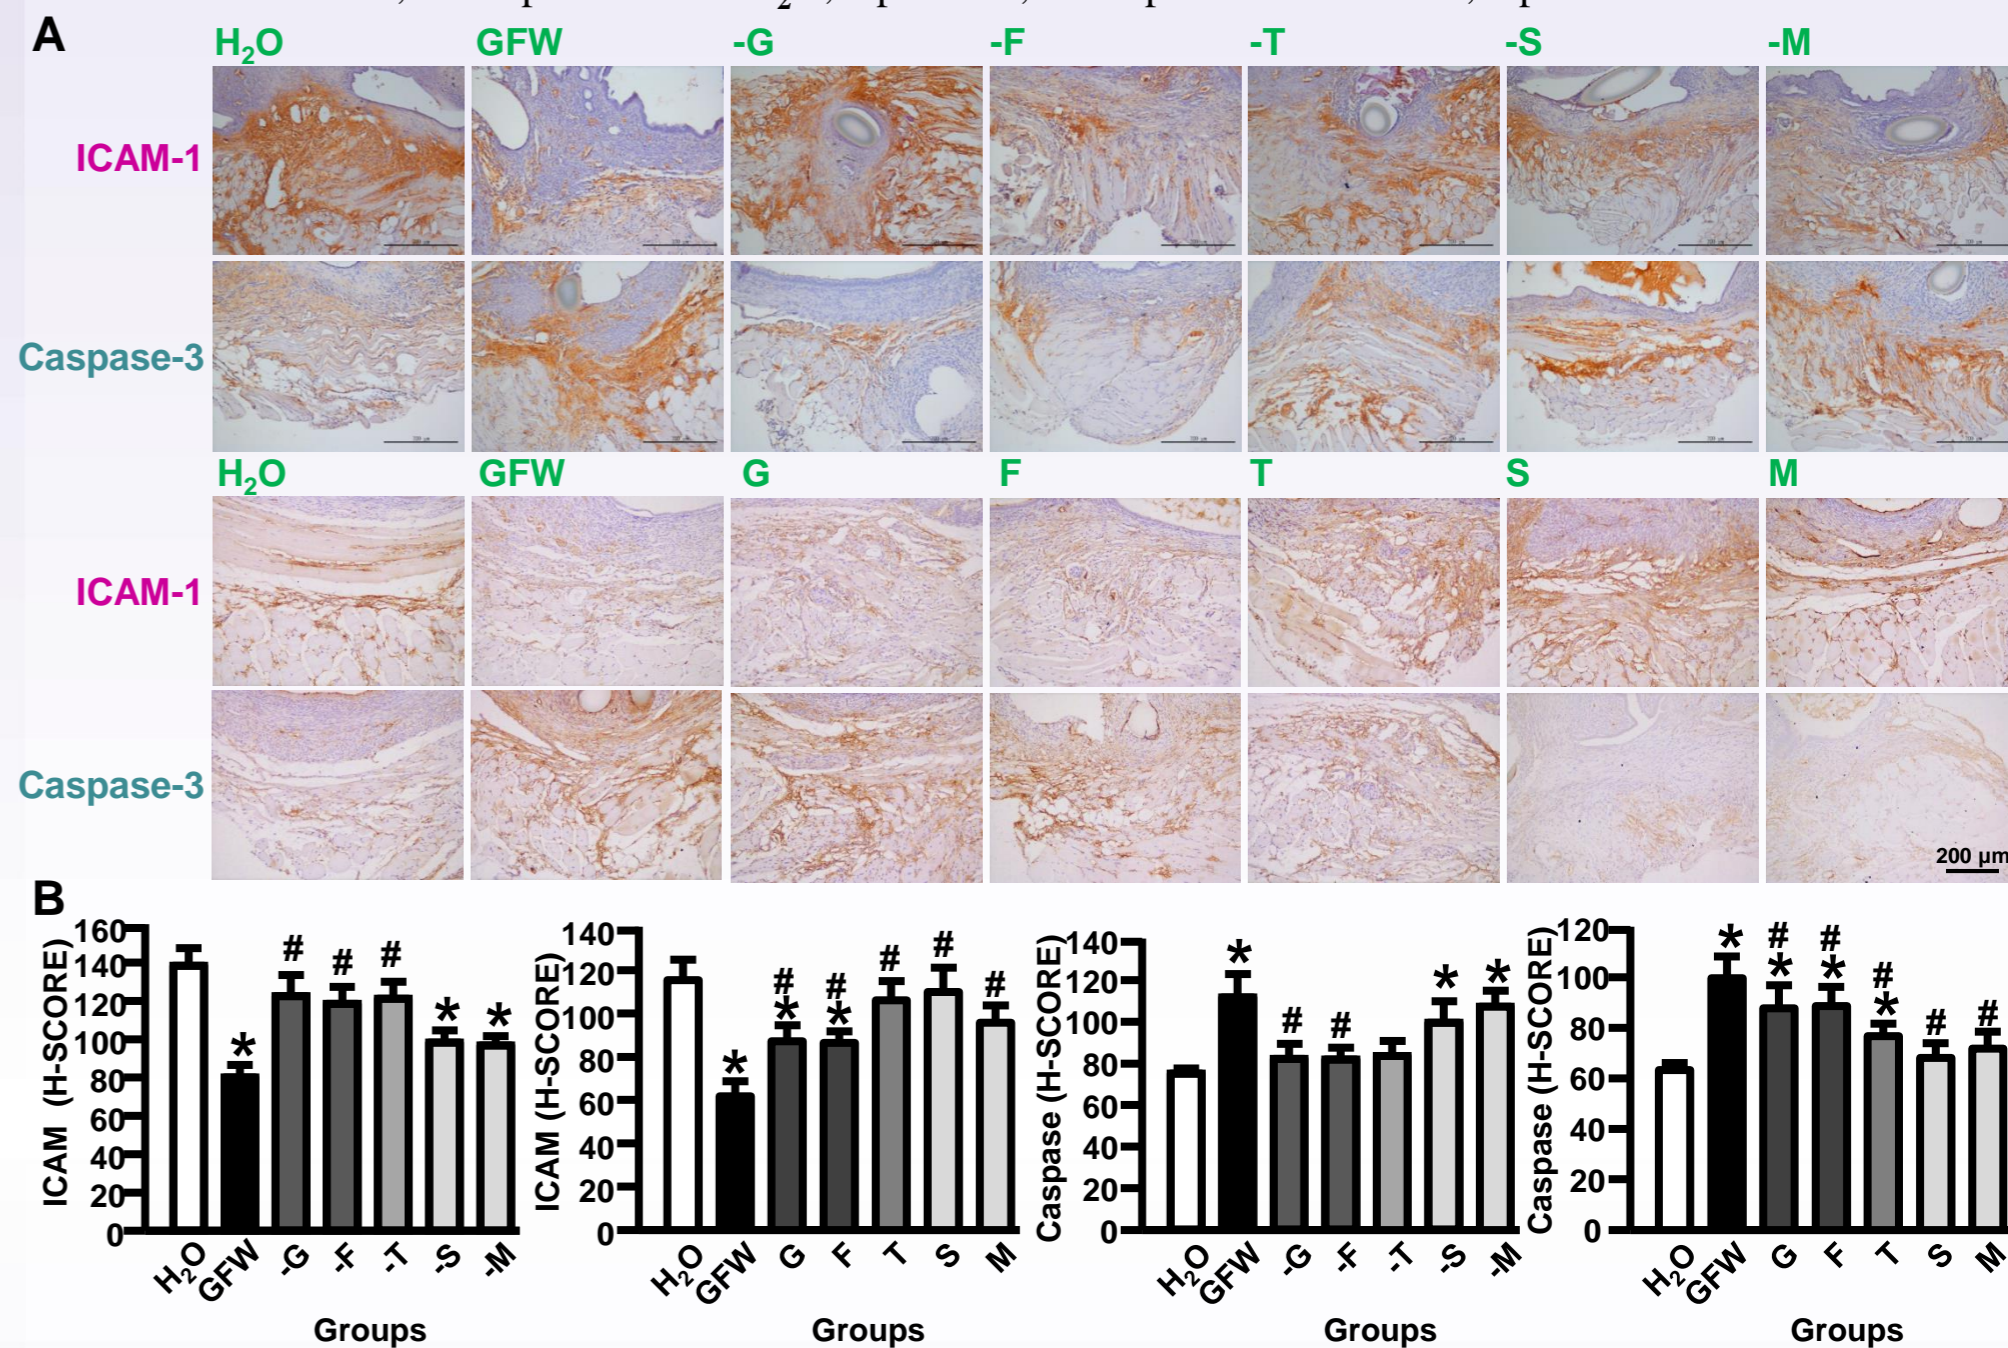 A
H₂O GFW -G -F -T -S -M
ICAM-1
Caspase-3
H₂O GFW G F T S M
ICAM-1
Caspase-3
200 µm
B
ICAM (H-SCORE)
160
140
120
100
80
60
40
20
0
* # # # * *
H₂O GFW -G -F -T -S -M
Groups
ICAM (H-SCORE)
140
120
100
80
60
40
20
0
* #* #* # # #
H₂O GFW G F T S M
Groups
Caspase (H-SCORE)
140
120
100
80
60
40
20
0
* # # * *
H₂O GFW -G -F -T -S -M
Groups
Caspase (H-SCORE)
120
100
80
60
40
20
0
* #* #* #* # #
H₂O GFW G F T S M
Groups